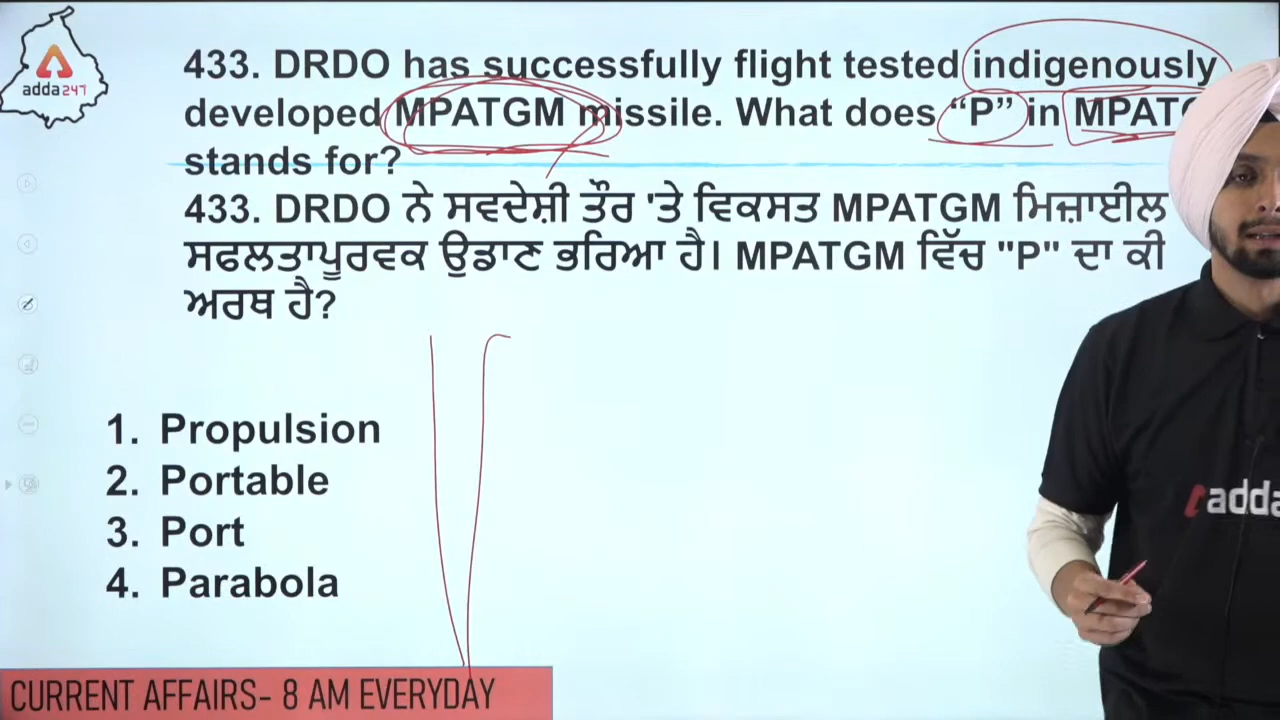 adda247
433. DRDO has successfully flight tested indigenously
developed MPATGM missile. What does “P” in MPATG
stands for?
433. DRDO ਨੇ ਸਵਦੇਸ਼ੀ ਤੌਰ 'ਤੇ ਵਿਕਸਤ MPATGM ਮਿਜ਼ਾਈਲ
ਸਫਲਤਾਪੂਰਵਕ ਉਡਾਣ ਭਰਿਆ ਹੈ। MPATGM ਵਿੱਚ "P" ਦਾ ਕੀ
ਅਰਥ ਹੈ?
1. Propulsion
2. Portable
3. Port
4. Parabola
adda
CURRENT AFFAIRS- 8 AM EVERYDAY